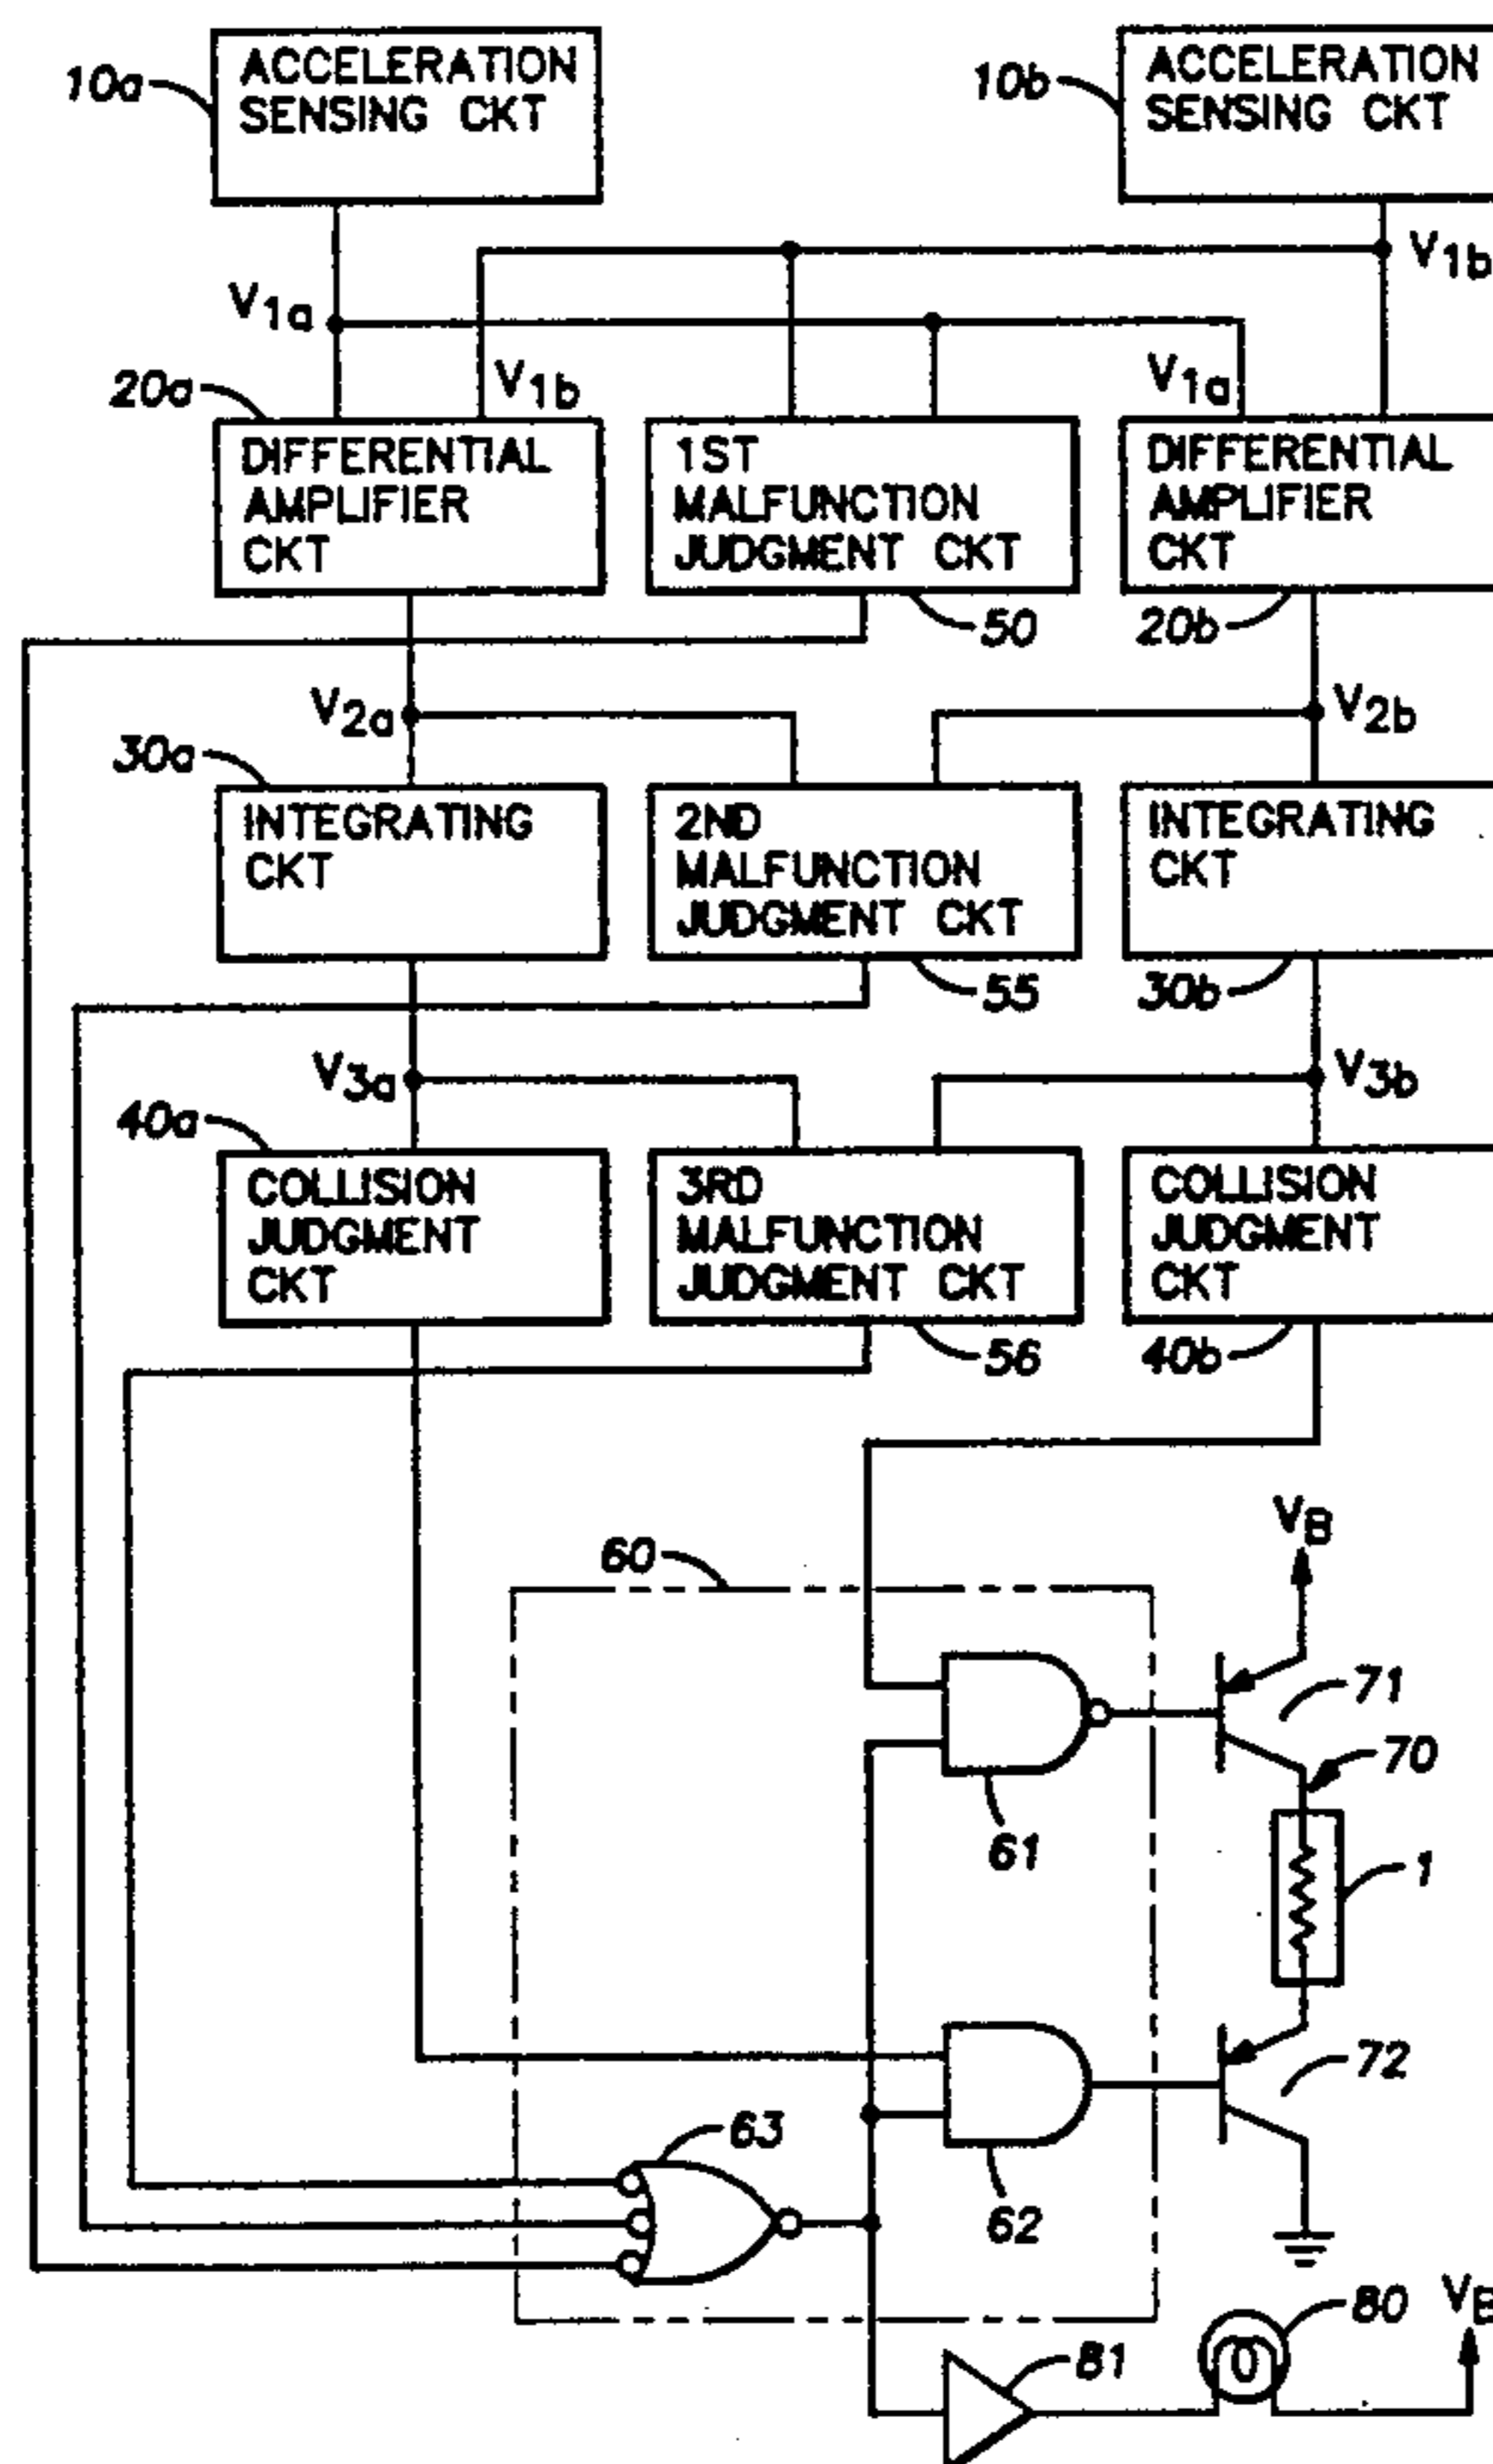 10a
ACCELERATION
SENSING CKT
10b
ACCELERATION
SENSING CKT
V1b
V1a
20a
V1b
V1a
DIFFERENTIAL
AMPLIFIER
CKT
1ST
MALFUNCTION
JUDGMENT CKT
DIFFERENTIAL
AMPLIFIER
CKT
50
20b
V2a
V2b
30a
INTEGRATING
CKT
2ND
MALFUNCTION
JUDGMENT CKT
INTEGRATING
CKT
55
30b
V3a
V3b
40a
COLLISION
JUDGMENT
CKT
3RD
MALFUNCTION
JUDGMENT CKT
COLLISION
JUDGMENT
CKT
56
40b
VB
60
71
70
61
1
72
63
62
80
VB
81